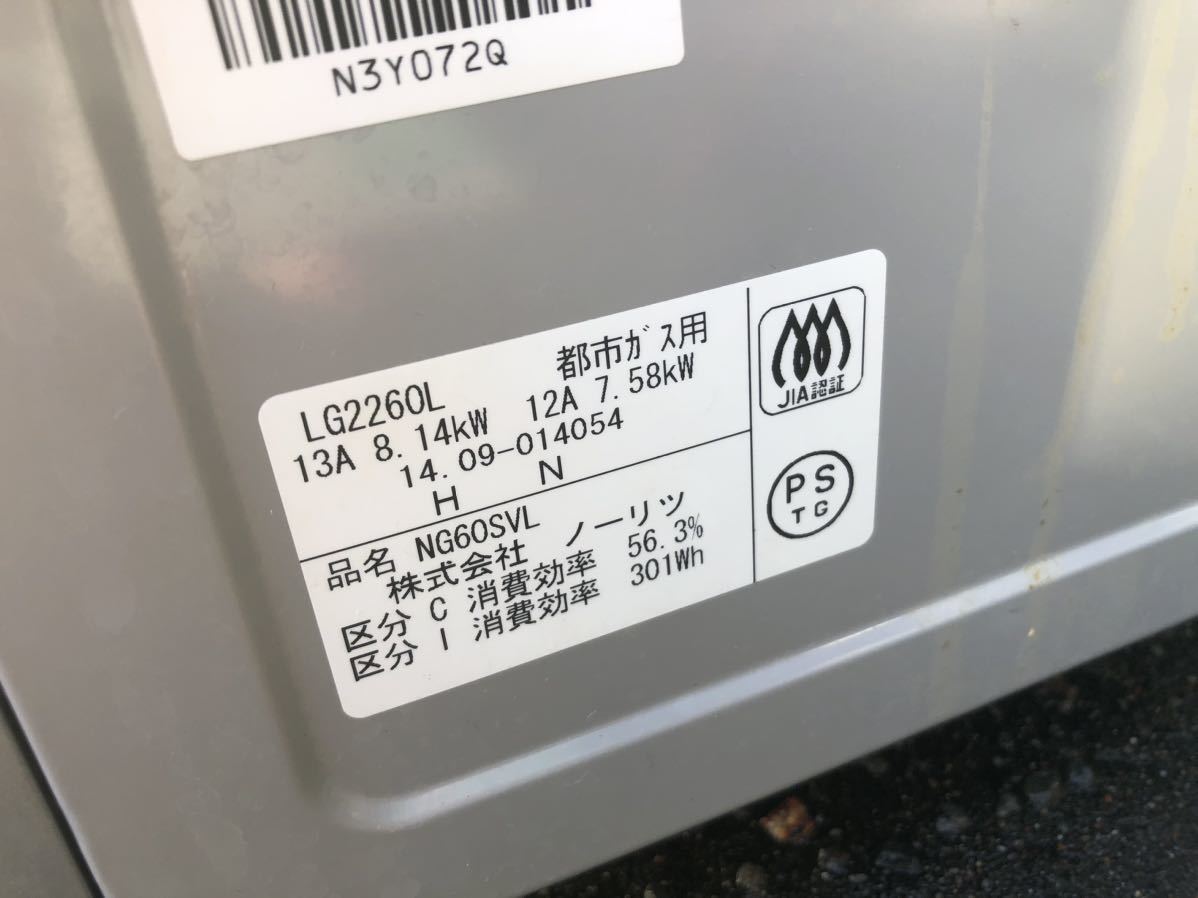 N3Y072Q
LG2260L 都市ガス用
13A 8.14kW 12A 7.58kW
14.09-014054
H N
品名 NG60SVL
株式会社 ノーリツ
区分 C 消費効率 56.3%
区分 I 消費効率 301Wh
JIA認証
PS
TG